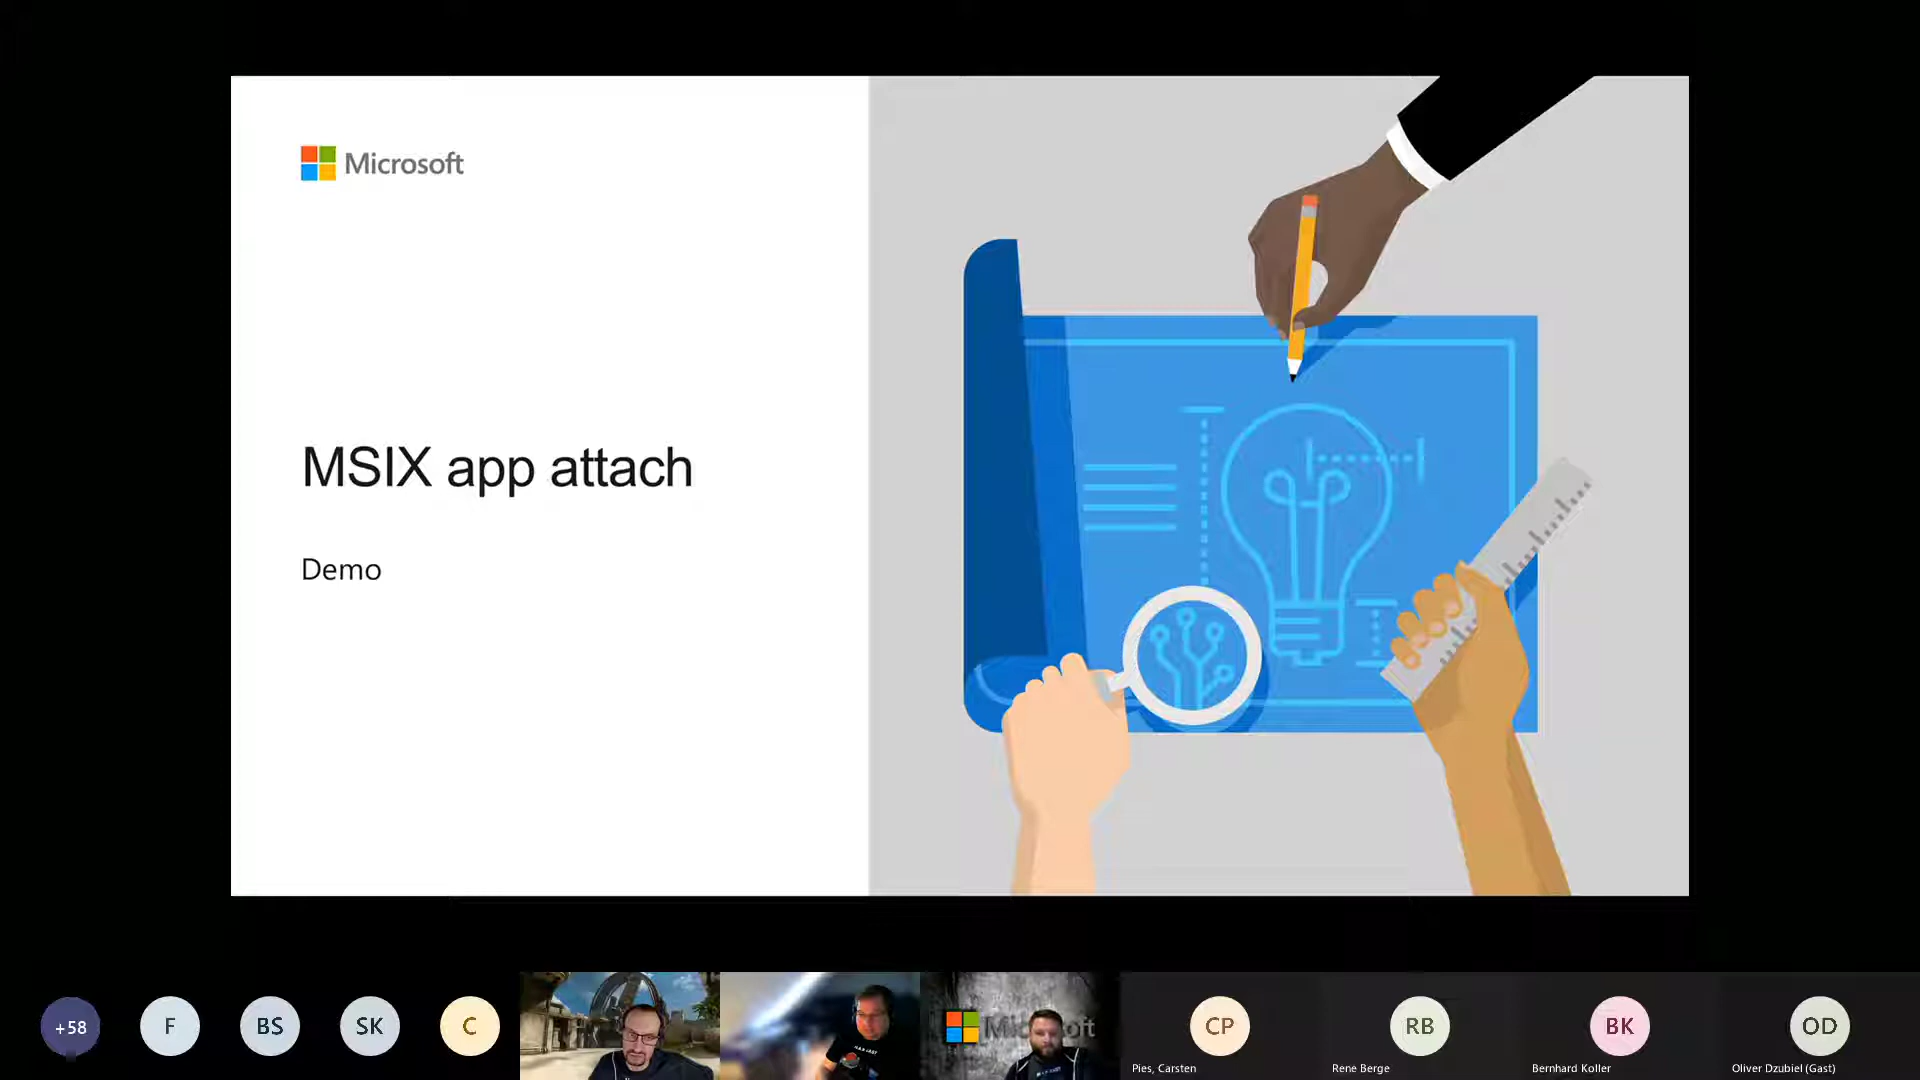 Microsoft
MSIX app attach
Demo
+58
F
BS
SK
C
Microsoft
CP
RB
BK
OD
Pies, Carsten
Rene Berge
Bernhard Koller
Oliver Dzubiel (Gast)